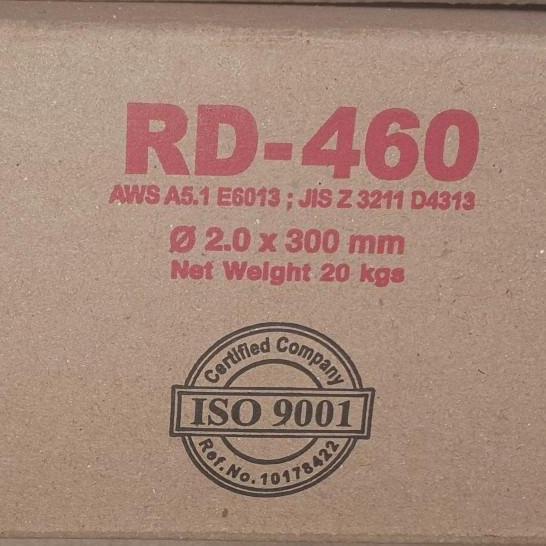 RD-460
AWS A5.1 E6013 ; JIS Z 3211 D4313
Ø 2.0 x 300 mm
Net Weight 20 kgs
Certified Company
ISO 9001
Ref.No.10178422